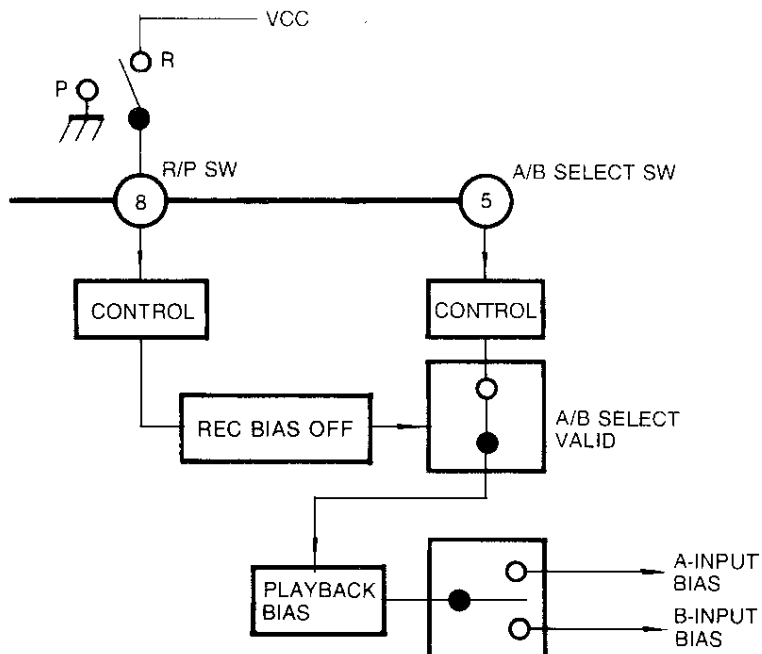 VCC
R
P
R/P SW
A/B SELECT SW
8
5
CONTROL
CONTROL
REC BIAS OFF
A/B SELECT
VALID
PLAYBACK
BIAS
A-INPUT
BIAS
B-INPUT
BIAS